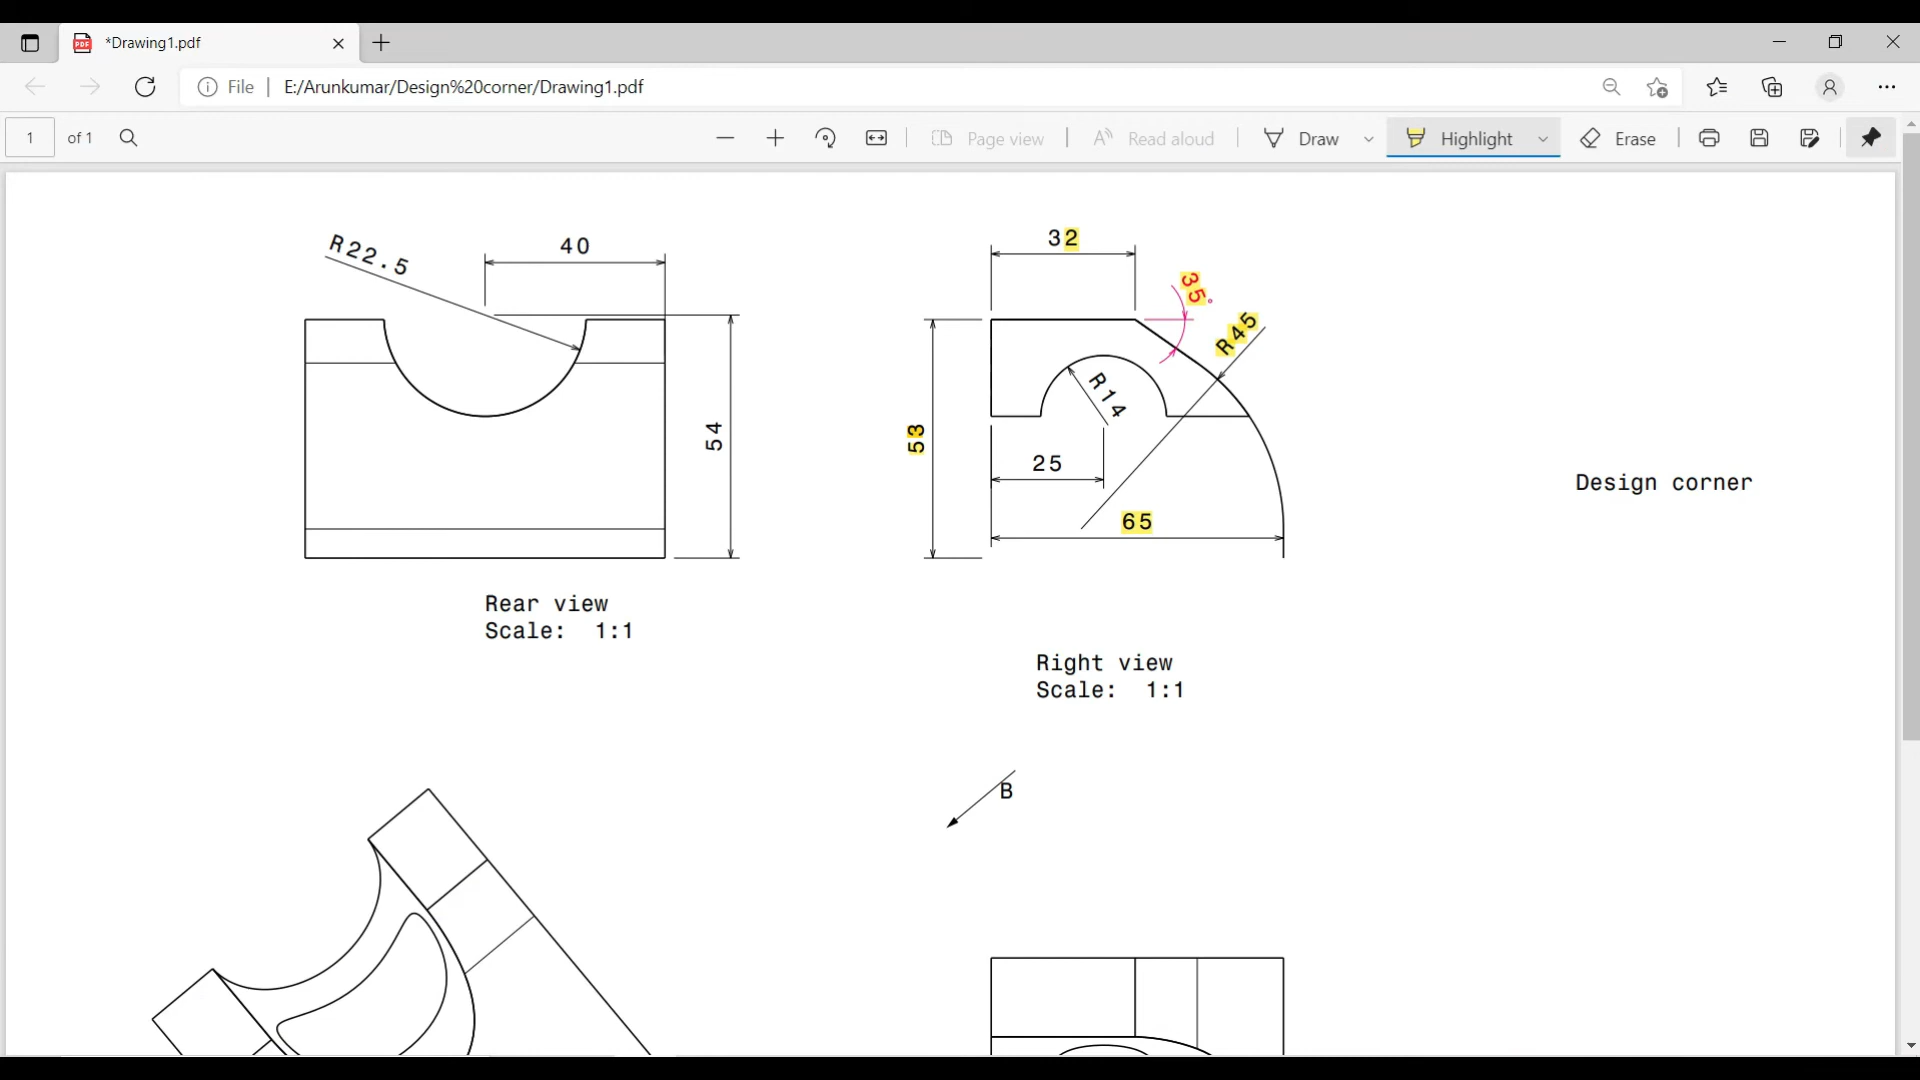 *Drawing1.pdf
File
E:/Arunkumar/Design%20corner/Drawing1.pdf
1 of 1
Page view
Read aloud
Draw
Highlight
Erase
R22.5
40
54
Rear view
Scale: 1:1
32
35°
R45
R14
53
25
65
Right view
Scale: 1:1
Design corner
B